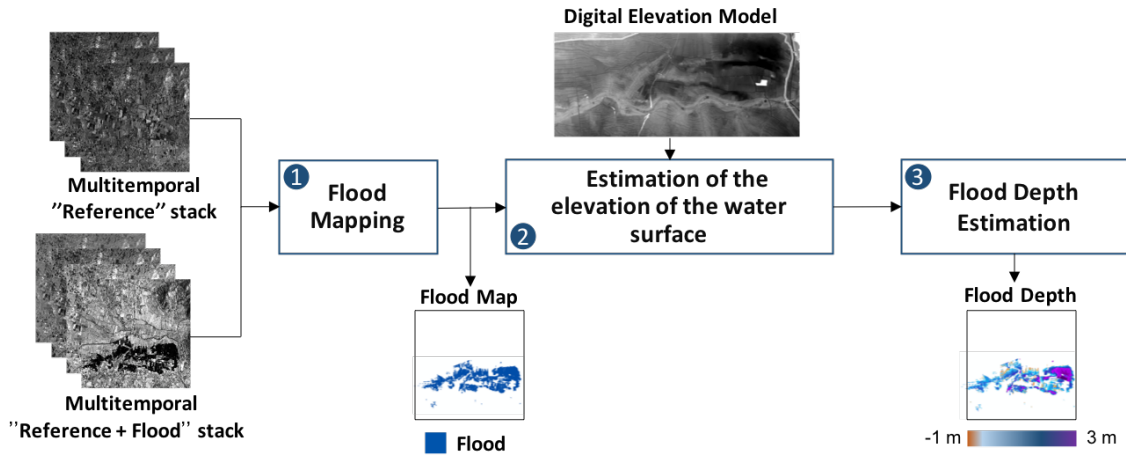 Digital Elevation Model
Multitemporal
”Reference” stack
1
Flood
Mapping
2
Estimation of the
elevation of the water
surface
3
Flood Depth
Estimation
Multitemporal
’’Reference + Flood’’ stack
Flood Map
Flood
Flood Depth
-1 m
3 m